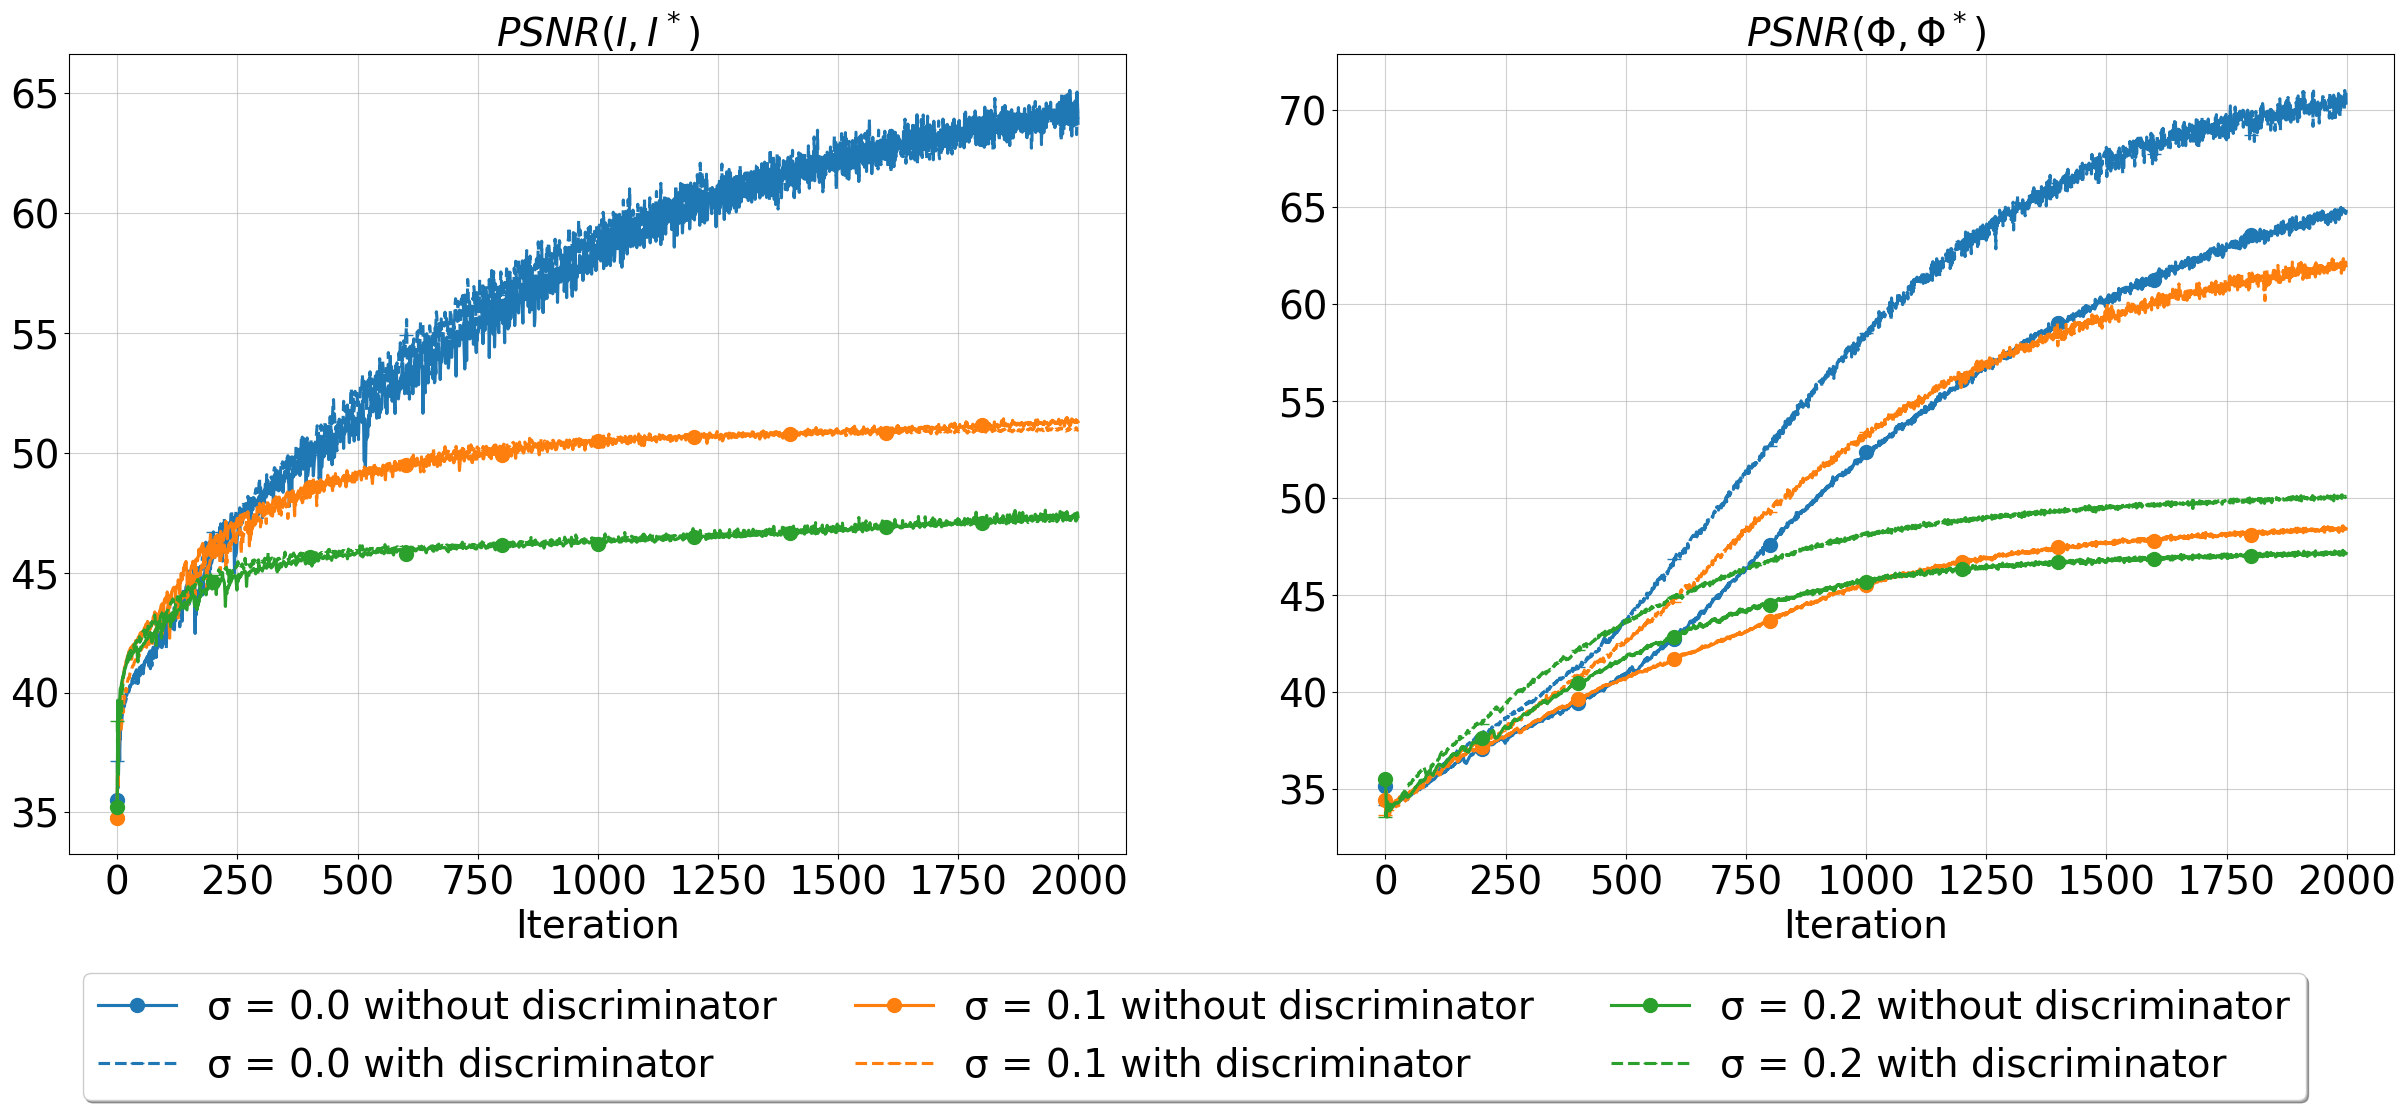 PSNR(I, I*)
65
60
55
50
45
40
35
0 250 500 750 1000 1250 1500 1750 2000
Iteration
PSNR(Φ, Φ*)
70
65
60
55
50
45
40
35
0 250 500 750 1000 1250 1500 1750 2000
Iteration
σ = 0.0 without discriminator
σ = 0.0 with discriminator
σ = 0.1 without discriminator
σ = 0.1 with discriminator
σ = 0.2 without discriminator
σ = 0.2 with discriminator